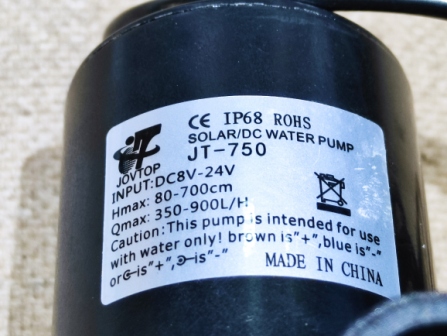 CE IP68 ROHS
SOLAR/DC WATER PUMP
JT-750
JOVTOP
INPUT:DC8V-24V
Hmax: 80-700cm
Qmax: 350-900L/H
Caution:This pump is intended for use
with water only! brown is"+",blue is"-"
or is"+", is"-"
MADE IN CHINA